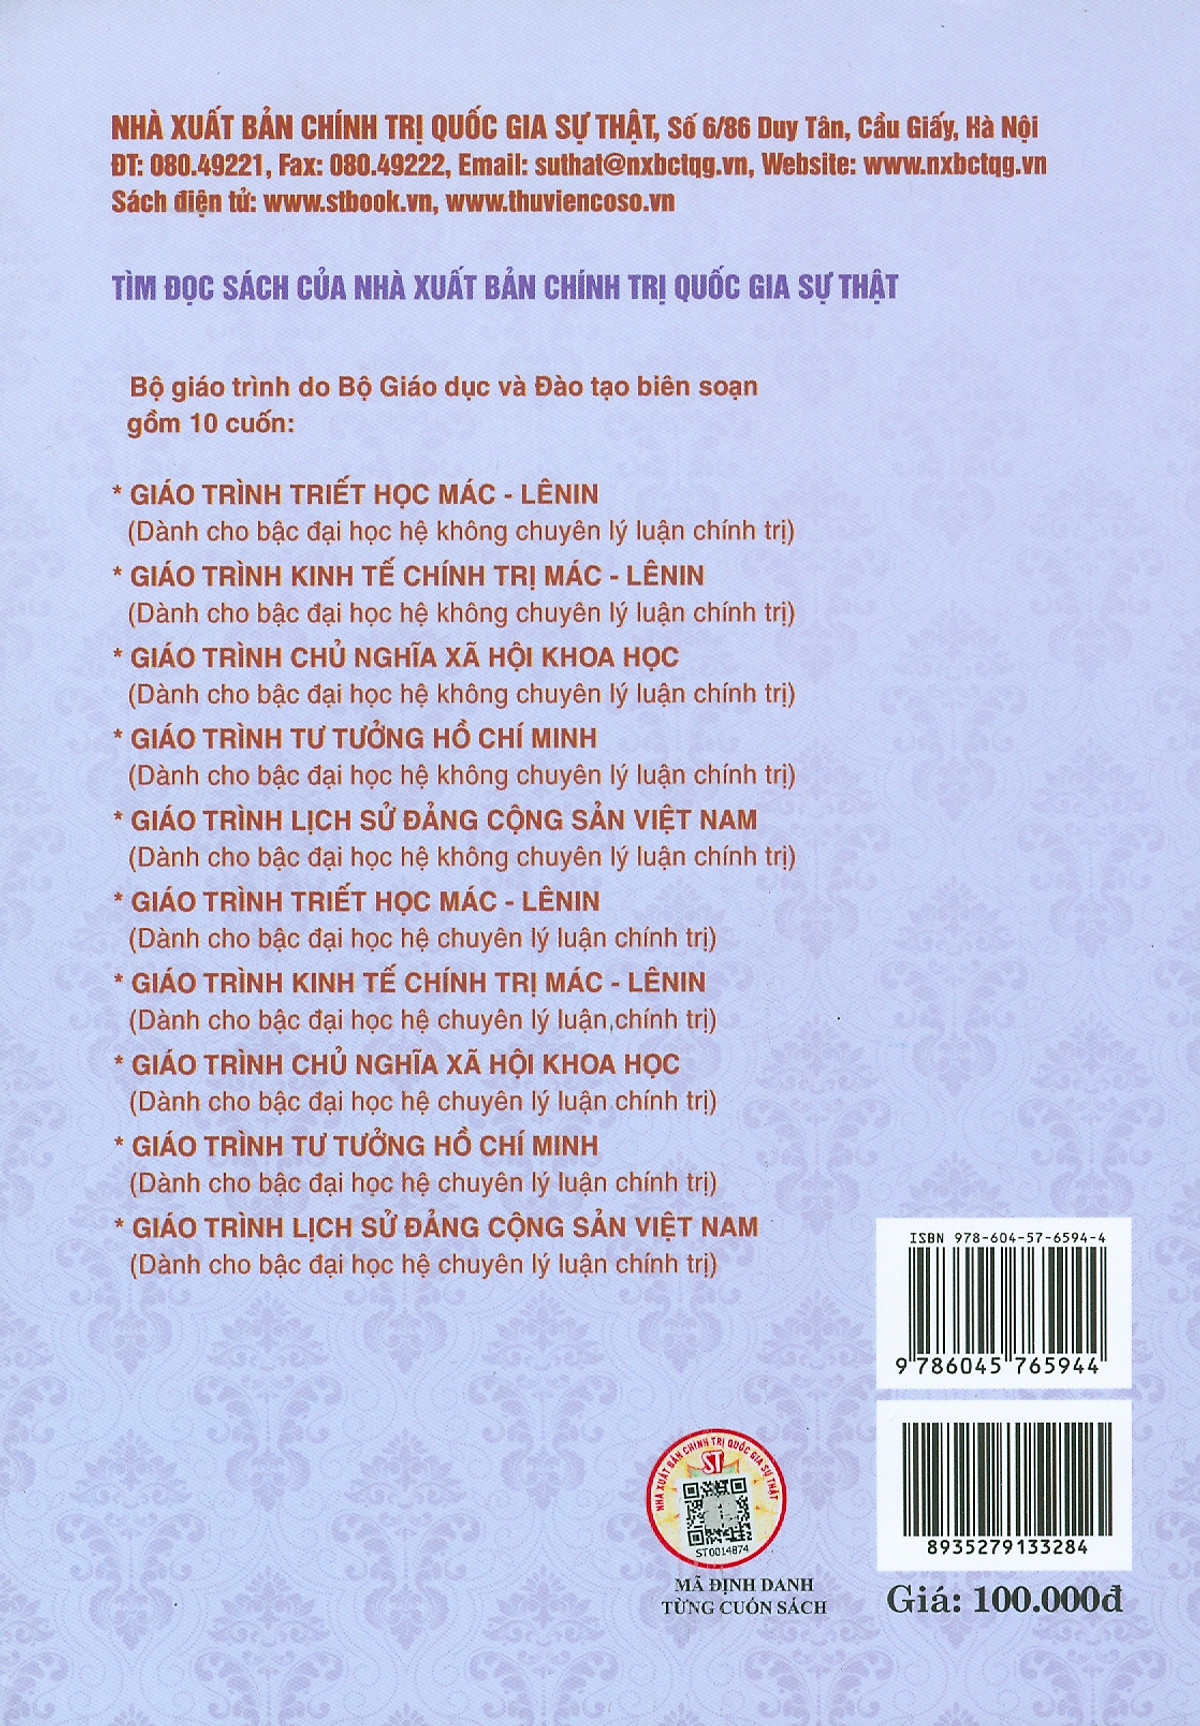 NHÀ XUẤT BẢN CHÍNH TRỊ QUỐC GIA SỰ THẬT, Số 6/86 Duy Tân, Cầu Giấy, Hà Nội
ĐT: 080.49221, Fax: 080.49222, Email: suthat@nxbctqg.vn, Website: www.nxbctqg.vn
Sách điện tử: www.stbook.vn, www.thuviencoso.vn
TÌM ĐỌC SÁCH CỦA NHÀ XUẤT BẢN CHÍNH TRỊ QUỐC GIA SỰ THẬT
Bộ giáo trình do Bộ Giáo dục và Đào tạo biên soạn
gồm 10 cuốn:
* GIÁO TRÌNH TRIẾT HỌC MÁC - LÊNIN
(Dành cho bậc đại học hệ không chuyên lý luận chính trị)
* GIÁO TRÌNH KINH TẾ CHÍNH TRỊ MÁC - LÊNIN
(Dành cho bậc đại học hệ không chuyên lý luận chính trị)
* GIÁO TRÌNH CHỦ NGHĨA XÃ HỘI KHOA HỌC
(Dành cho bậc đại học hệ không chuyên lý luận chính trị)
* GIÁO TRÌNH TƯ TƯỞNG HỒ CHÍ MINH
(Dành cho bậc đại học hệ không chuyên lý luận chính trị)
* GIÁO TRÌNH LỊCH SỬ ĐẢNG CỘNG SẢN VIỆT NAM
(Dành cho bậc đại học hệ không chuyên lý luận chính trị)
* GIÁO TRÌNH TRIẾT HỌC MÁC - LÊNIN
(Dành cho bậc đại học hệ chuyên lý luận chính trị)
* GIÁO TRÌNH KINH TẾ CHÍNH TRỊ MÁC - LÊNIN
(Dành cho bậc đại học hệ chuyên lý luận chính trị)
* GIÁO TRÌNH CHỦ NGHĨA XÃ HỘI KHOA HỌC
(Dành cho bậc đại học hệ chuyên lý luận chính trị)
* GIÁO TRÌNH TƯ TƯỞNG HỒ CHÍ MINH
(Dành cho bậc đại học hệ chuyên lý luận chính trị)
* GIÁO TRÌNH LỊCH SỬ ĐẢNG CỘNG SẢN VIỆT NAM
(Dành cho bậc đại học hệ chuyên lý luận chính trị)
ISBN 978-604-57-6594-4
9 786045 765944
NHÀ XUẤT BẢN CHÍNH TRỊ QUỐC GIA SỰ THẬT
ST
ST0014874
MÃ ĐỊNH DANH
TỪNG CUỐN SÁCH
8935279133284
Giá: 100.000đ